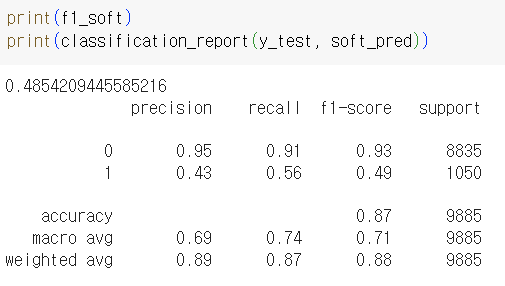 print(f1_soft)
print(classification_report(y_test, soft_pred))
0.4854209445585216
precision recall f1-score support
0 0.95 0.91 0.93 8835
1 0.43 0.56 0.49 1050
accuracy 0.87 9885
macro avg 0.69 0.74 0.71 9885
weighted avg 0.89 0.87 0.88 9885